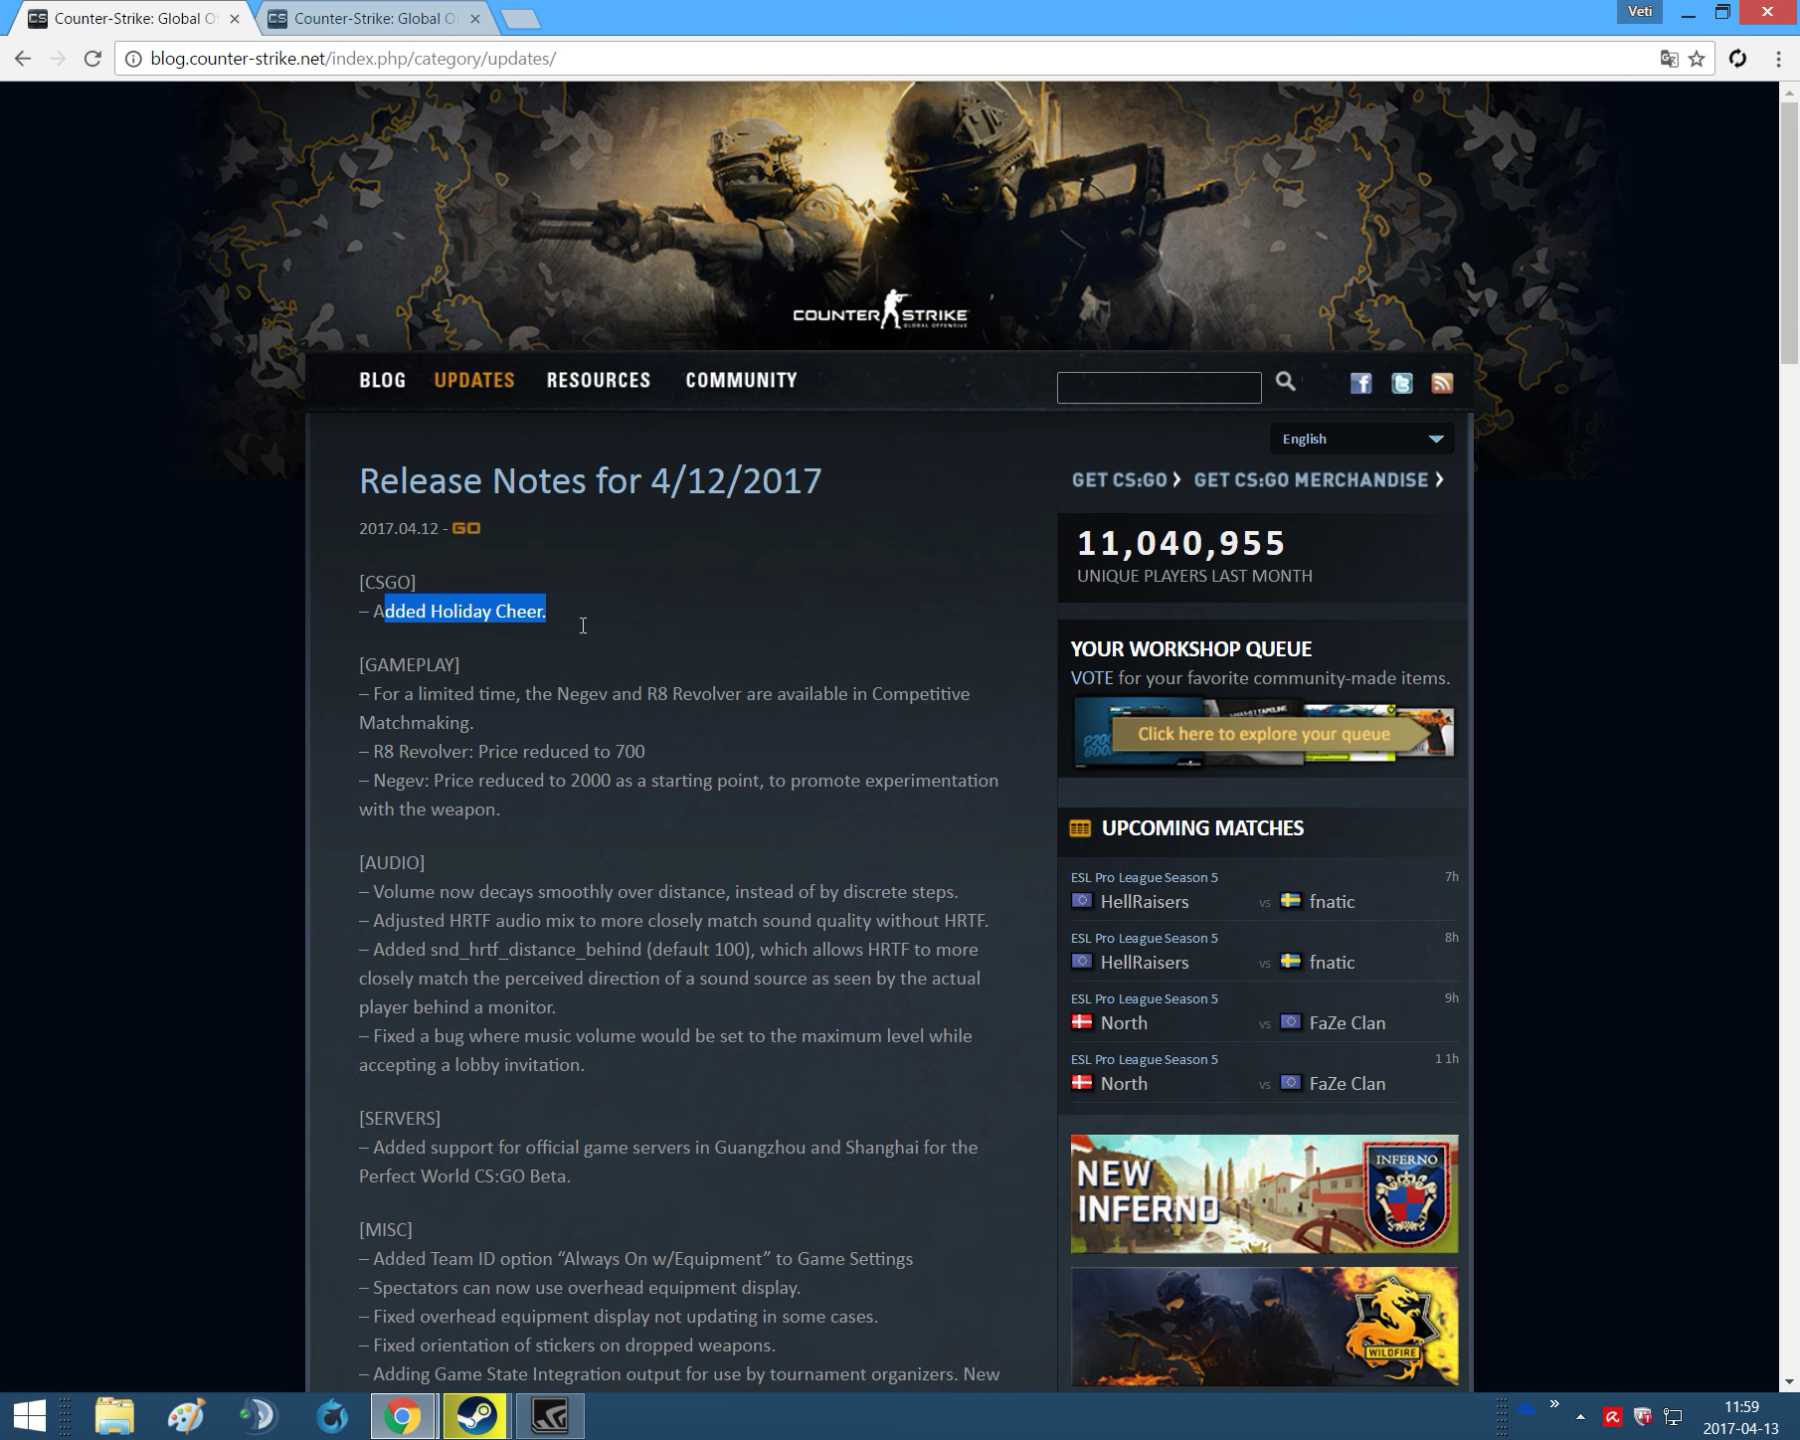 Counter-Strike: Global O
Counter-Strike: Global O
Veti
blog.counter-strike.net/index.php/category/updates/
COUNTER STRIKE
GLOBAL OFFENSIVE
BLOG UPDATES RESOURCES COMMUNITY
English
Release Notes for 4/12/2017
GET CS:GO GET CS:GO MERCHANDISE
2017.04.12 - GO
11,040,955
UNIQUE PLAYERS LAST MONTH
[CSGO]
– Added Holiday Cheer.
[GAMEPLAY]
– For a limited time, the Negev and R8 Revolver are available in Competitive
Matchmaking.
– R8 Revolver: Price reduced to 700
– Negev: Price reduced to 2000 as a starting point, to promote experimentation
with the weapon.
[AUDIO]
– Volume now decays smoothly over distance, instead of by discrete steps.
– Adjusted HRTF audio mix to more closely match sound quality without HRTF.
– Added snd_hrtf_distance_behind (default 100), which allows HRTF to more
closely match the perceived direction of a sound source as seen by the actual
player behind a monitor.
– Fixed a bug where music volume would be set to the maximum level while
accepting a lobby invitation.
[SERVERS]
– Added support for official game servers in Guangzhou and Shanghai for the
Perfect World CS:GO Beta.
[MISC]
– Added Team ID option “Always On w/Equipment” to Game Settings
– Spectators can now use overhead equipment display.
– Fixed overhead equipment display not updating in some cases.
– Fixed orientation of stickers on dropped weapons.
– Adding Game State Integration output for use by tournament organizers. New
YOUR WORKSHOP QUEUE
VOTE for your favorite community-made items.
Click here to explore your queue
UPCOMING MATCHES
ESL Pro League Season 5 7h
HellRaisers vs fnatic
ESL Pro League Season 5 8h
HellRaisers vs fnatic
ESL Pro League Season 5 9h
North vs FaZe Clan
ESL Pro League Season 5 11h
North vs FaZe Clan
NEW
INFERNO
INFERNO
WILDFIRE
11:59
2017-04-13